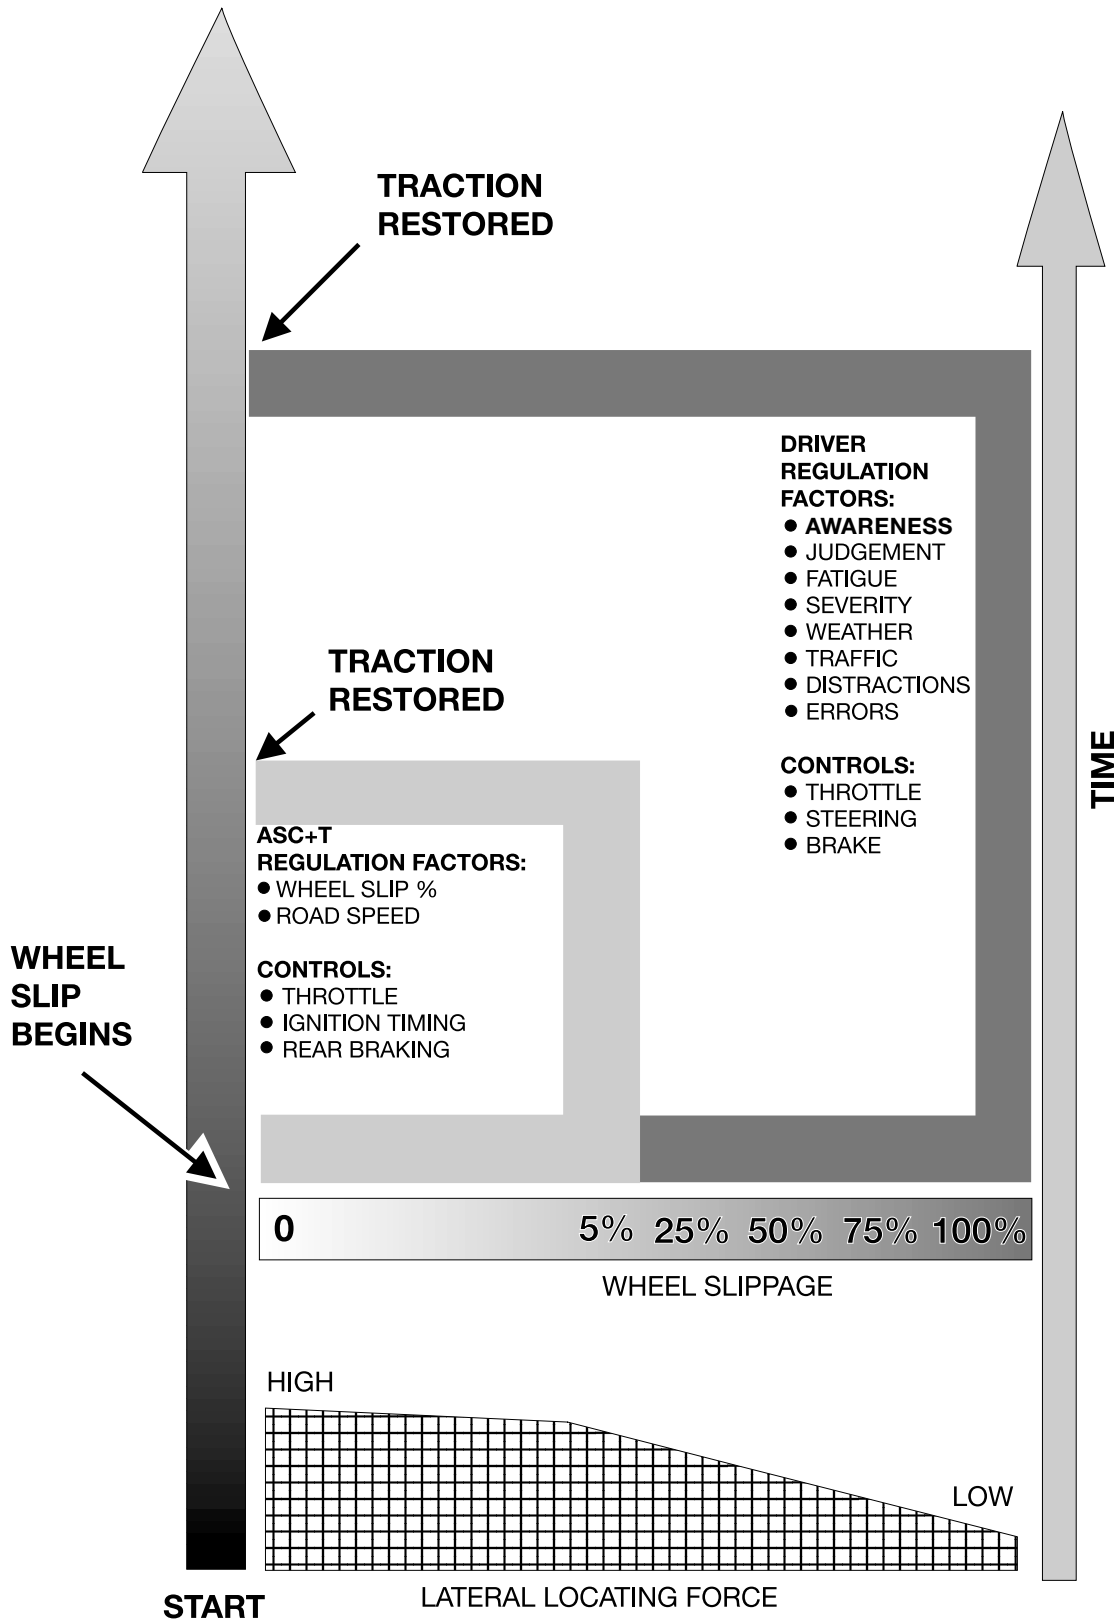 TRACTION
RESTORED
DRIVER
REGULATION
FACTORS:
● AWARENESS
● JUDGEMENT
● FATIGUE
● SEVERITY
● WEATHER
● TRAFFIC
● DISTRACTIONS
● ERRORS
CONTROLS:
● THROTTLE
● STEERING
● BRAKE
TIME
TRACTION
RESTORED
ASC+T
REGULATION FACTORS:
● WHEEL SLIP %
● ROAD SPEED
CONTROLS:
● THROTTLE
● IGNITION TIMING
● REAR BRAKING
WHEEL
SLIP
BEGINS
0 5% 25% 50% 75% 100%
WHEEL SLIPPAGE
HIGH
LOW
LATERAL LOCATING FORCE
START